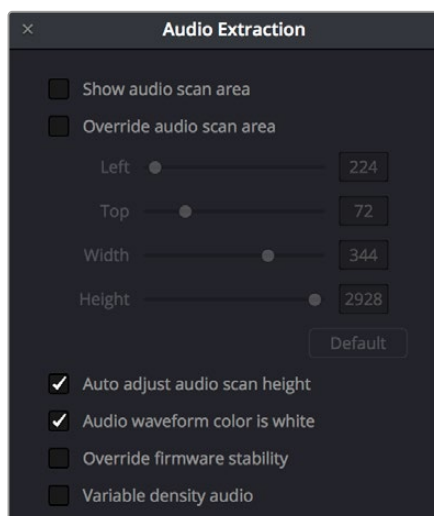 Audio Extraction
Show audio scan area
Override audio scan area
Left 224
Top 72
Width 344
Height 2928
Default
Auto adjust audio scan height
Audio waveform color is white
Override firmware stability
Variable density audio